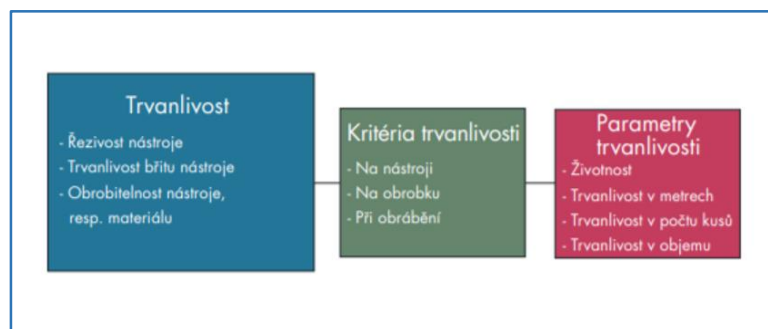 Trvanlivost
- Řezivost nástroje
- Trvanlivost břitu nástroje
- Obrobitelnost nástroje,
resp. materiálu
Kritéria trvanlivosti
- Na nástroji
- Na obrobku
- Při obrábění
Parametry
trvanlivosti
- Životnost
- Trvanlivost v metrech
- Trvanlivost v počtu kusů
- Trvanlivost v objemu